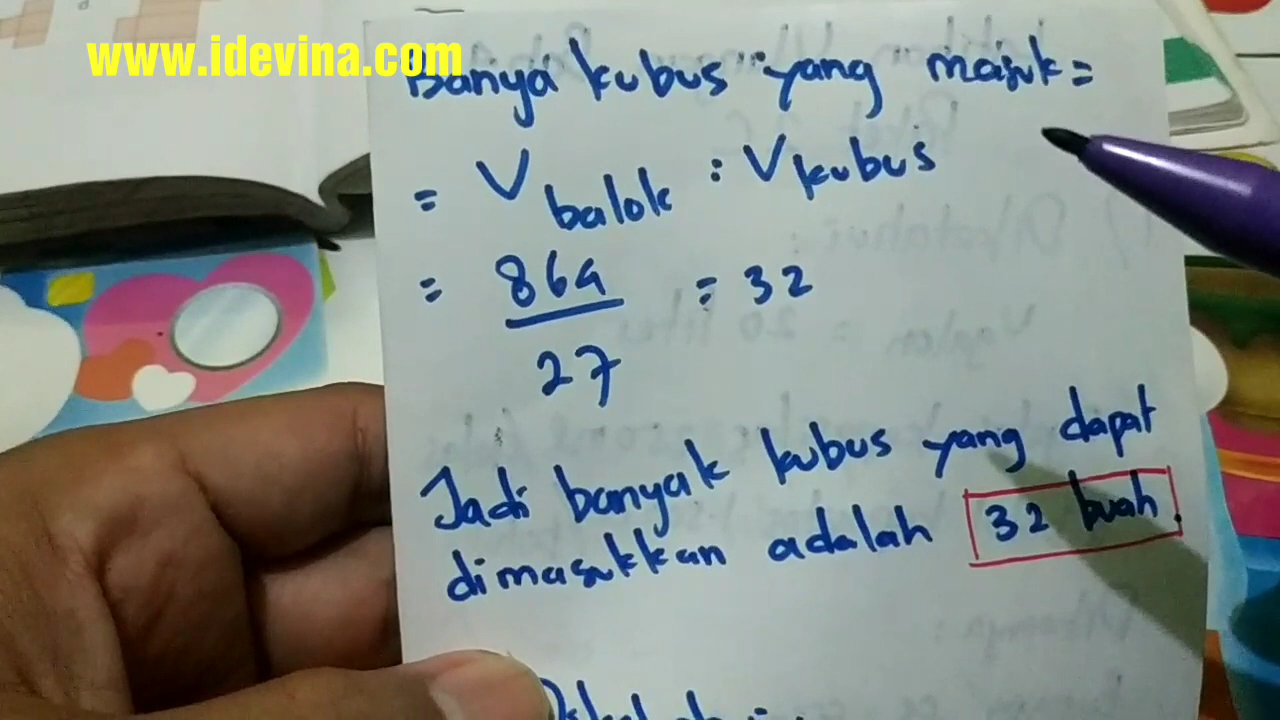 www.idevina.com
Banya kubus yang masuk =
= V balok : V kubus
= 864 = 32
27
Jadi banyak kubus yang dapat
dimasukkan adalah 32 buah.